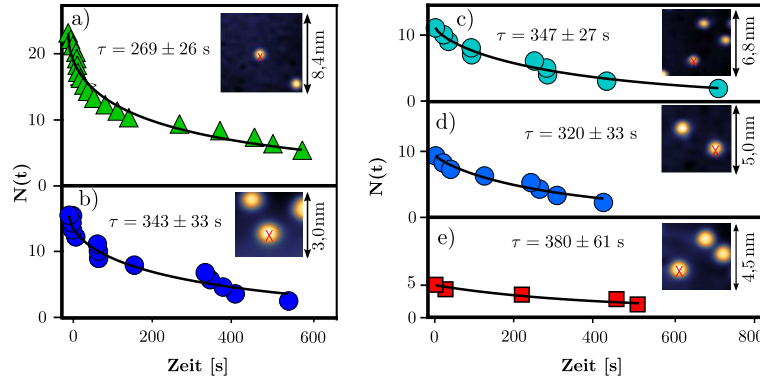 a)
τ = 269 ± 26 s
8,4nm
20
10
0
N(t)
b)
τ = 343 ± 33 s
3,0nm
10
0
0 200 400 600
Zeit [s]
c)
τ = 347 ± 27 s
6,8nm
10
0
d)
τ = 320 ± 33 s
5,0nm
10
0
N(t)
e)
τ = 380 ± 61 s
4,5nm
5
0
0 200 400 600 800
Zeit [s]